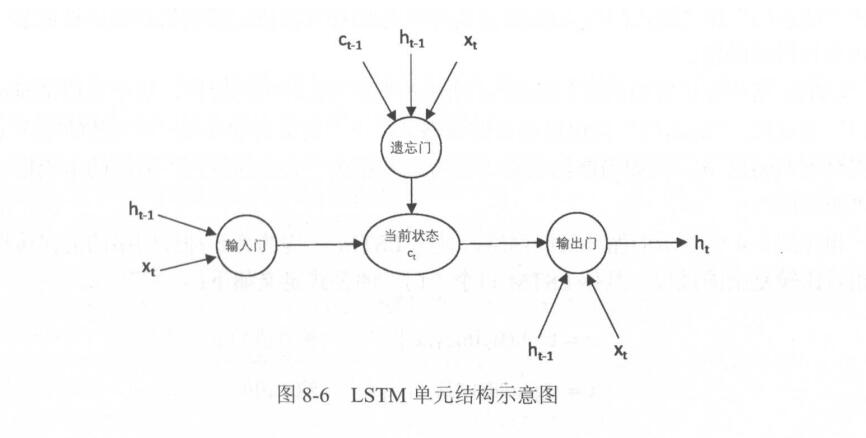 c_{t-1} h_{t-1} x_t
遗忘门
h_{t-1}
x_t
输入门
当前状态
c_t
输出门
h_t
h_{t-1} x_t
图 8-6 LSTM 单元结构示意图